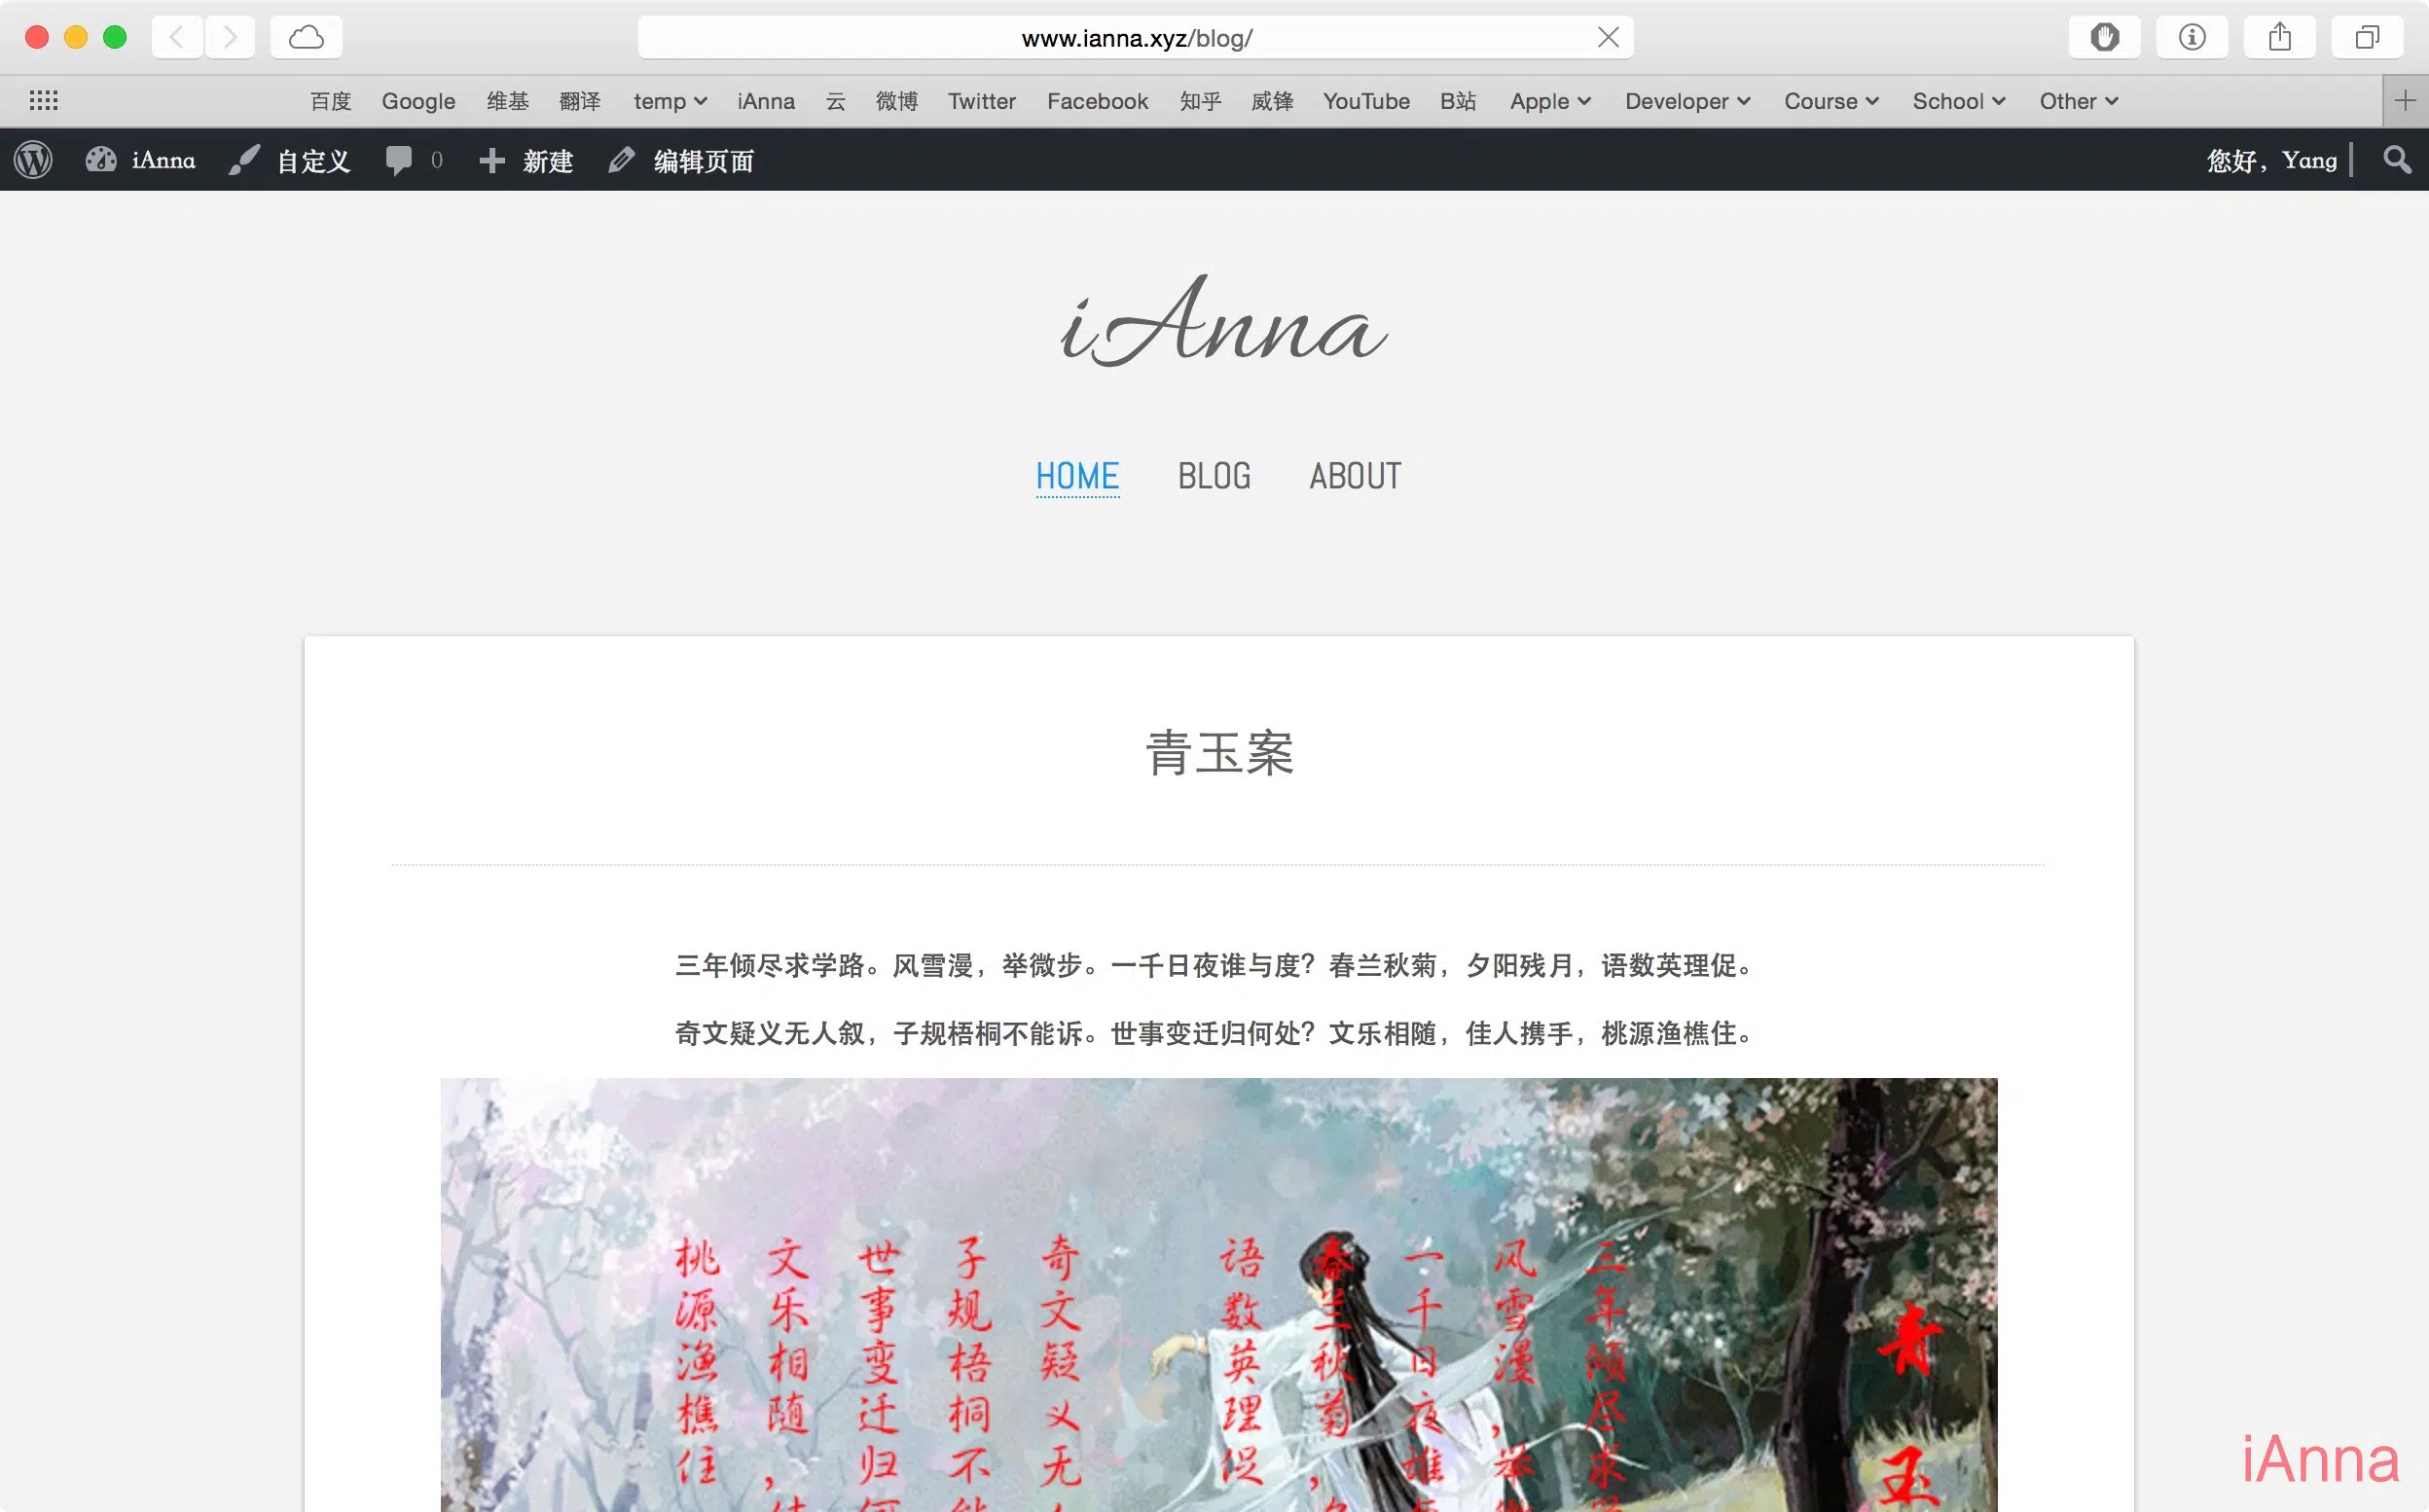 www.ianna.xyz/blog/
百度 Google 维基 翻译 temp iAnna 云 微博 Twitter Facebook 知乎 威锋 YouTube B站 Apple Developer Course School Other
iAnna 自定义 0 新建 编辑页面 您好，Yang
iAnna
HOME BLOG ABOUT
青玉案
三年倾尽求学路。风雪漫，举微步。一千日夜谁与度？春兰秋菊，夕阳残月，语数英理促。
奇文疑义无人叙，子规梧桐不能诉。世事变迁归何处？文乐相随，佳人携手，桃源渔樵住。
青玉
三年倾尽求
风雪漫，举
一千日夜谁
春兰秋菊，
语数英理促
奇文疑义无
子规梧桐不
世事变迁归
文乐相随，
桃源渔樵住
iAnna